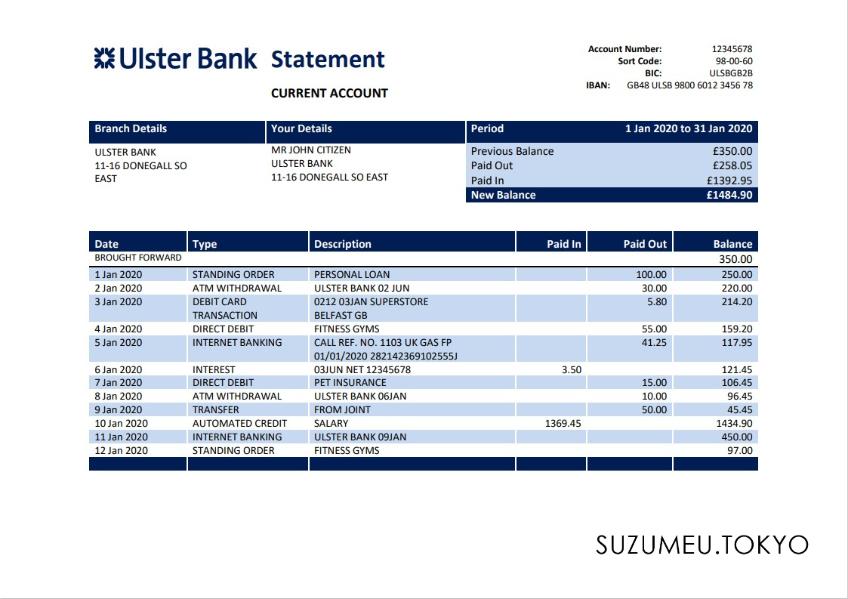 Ulster Bank Statement
CURRENT ACCOUNT
Account Number: 12345678
Sort Code: 98-00-60
BIC: ULSBGB2B
IBAN: GB48 ULSB 9800 6012 3456 78
Branch Details Your Details Period 1 Jan 2020 to 31 Jan 2020
ULSTER BANK
11-16 DONEGALL SO
EAST
MR JOHN CITIZEN
ULSTER BANK
11-16 DONEGALL SO EAST
Previous Balance £350.00
Paid Out £258.05
Paid In £1392.95
New Balance £1484.90
Date Type Description Paid In Paid Out Balance
BROUGHT FORWARD 350.00
1 Jan 2020 STANDING ORDER PERSONAL LOAN 100.00 250.00
2 Jan 2020 ATM WITHDRAWAL ULSTER BANK 02 JUN 30.00 220.00
3 Jan 2020 DEBIT CARD 0212 03JAN SUPERSTORE 5.80 214.20
TRANSACTION BELFAST GB
4 Jan 2020 DIRECT DEBIT FITNESS GYMS 55.00 159.20
5 Jan 2020 INTERNET BANKING CALL REF. NO. 1103 UK GAS FP 41.25 117.95
01/01/2020 282142369102555J
6 Jan 2020 INTEREST 03JUN NET 12345678 3.50 121.45
7 Jan 2020 DIRECT DEBIT PET INSURANCE 15.00 106.45
8 Jan 2020 ATM WITHDRAWAL ULSTER BANK 06JAN 10.00 96.45
9 Jan 2020 TRANSFER FROM JOINT 50.00 45.45
10 Jan 2020 AUTOMATED CREDIT SALARY 1369.45 1434.90
11 Jan 2020 INTERNET BANKING ULSTER BANK 09JAN 450.00
12 Jan 2020 STANDING ORDER FITNESS GYMS 97.00
SUZUMEU.TOKYO